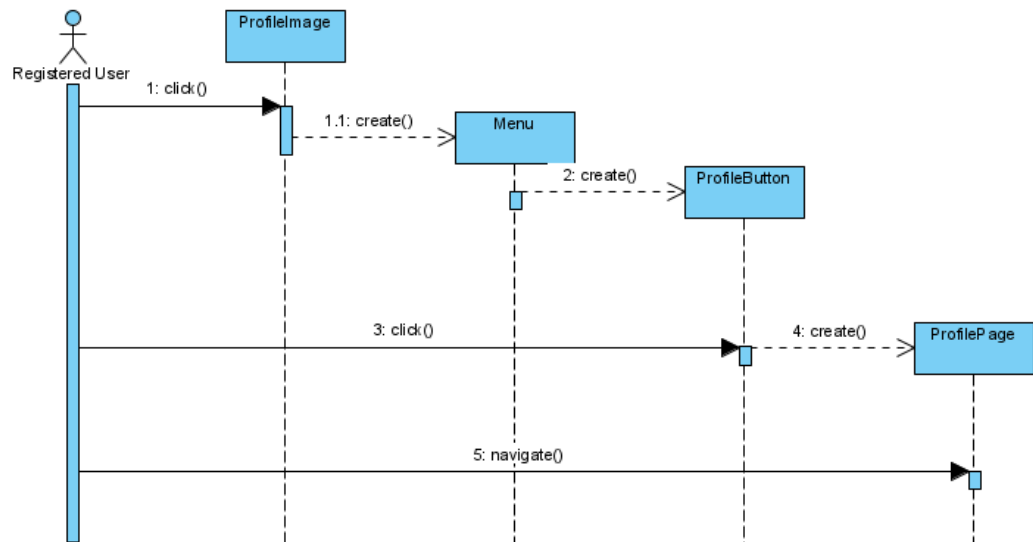 ProfileImage
Registered User
1: click()
1.1: create()
Menu
2: create()
ProfileButton
3: click()
4: create()
ProfilePage
5: navigate()